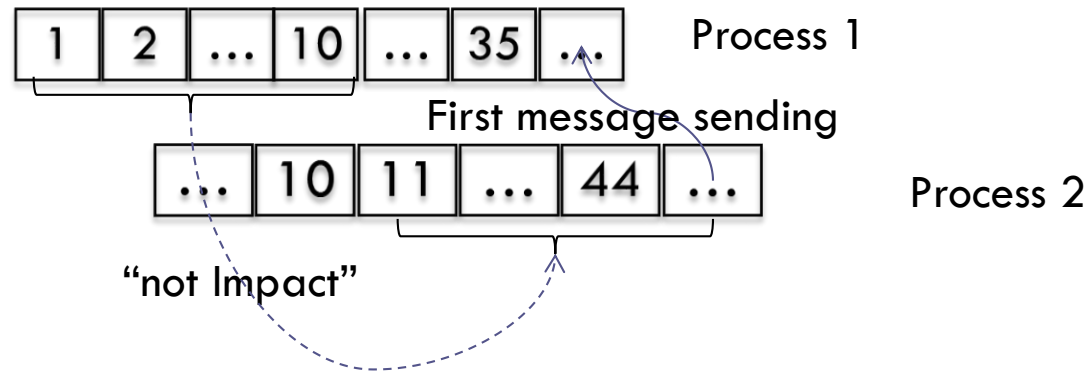 1 2 ... 10 ... 35 ... Process 1
First message sending
... 10 11 ... 44 ... Process 2
“not Impact”